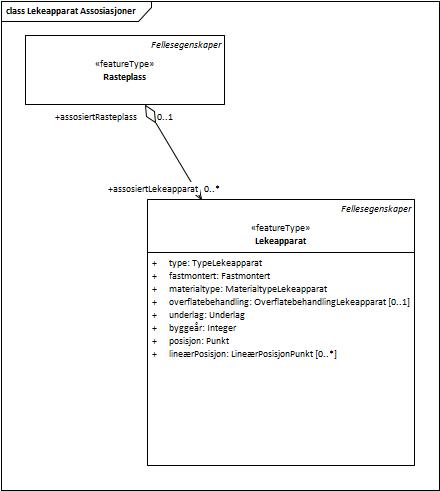 class Lekeapparat Assosiasjoner
Fellesegenskaper
«featureType»
Rasteplass
+assosiertRasteplass 0..1
+assosiertLekeapparat 0..*
Fellesegenskaper
«featureType»
Lekeapparat
+ type: TypeLekeapparat
+ fastmontert: Fastmontert
+ materialtype: MaterialtypeLekeapparat
+ overflatebehandling: OverflatebehandlingLekeapparat [0..1]
+ underlag: Underlag
+ byggeår: Integer
+ posisjon: Punkt
+ lineærPosisjon: LineærPosisjonPunkt [0..*]